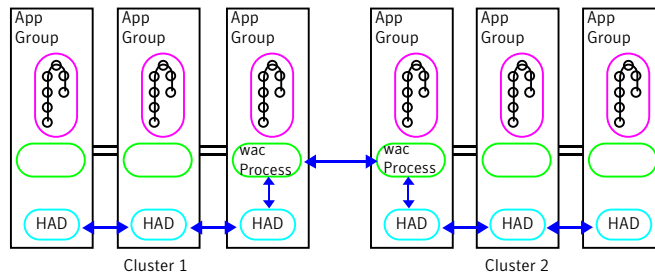 App
Group
App
Group
App
Group
App
Group
App
Group
App
Group
wac
Process
wac
Process
HAD
HAD
HAD
HAD
HAD
HAD
Cluster 1
Cluster 2